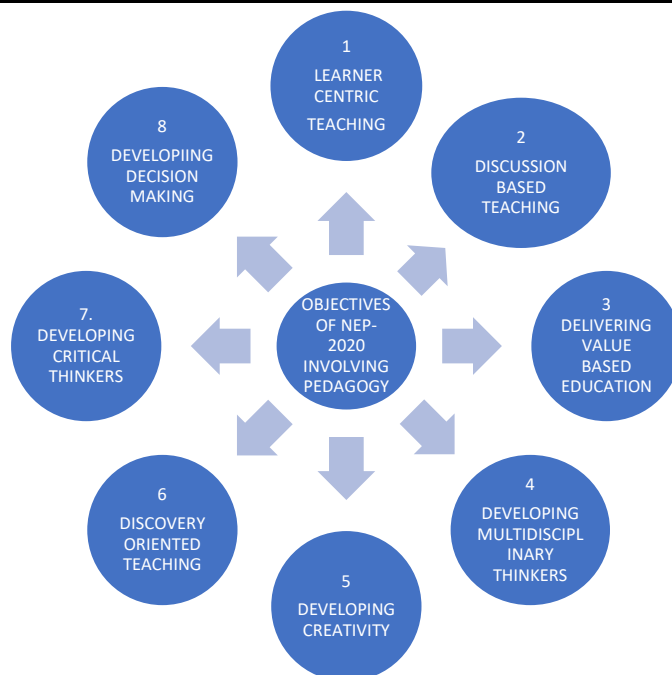 1
LEARNER
CENTRIC
TEACHING
2
DISCUSSION
BASED
TEACHING
3
DELIVERING
VALUE
BASED
EDUCATION
4
DEVELOPING
MULTIDISCIPL
INARY
THINKERS
5
DEVELOPING
CREATIVITY
6
DISCOVERY
ORIENTED
TEACHING
7.
DEVELOPING
CRITICAL
THINKERS
8
DEVELOPIING
DECISION
MAKING
OBJECTIVES
OF NEP-
2020
INVOLVING
PEDAGOGY